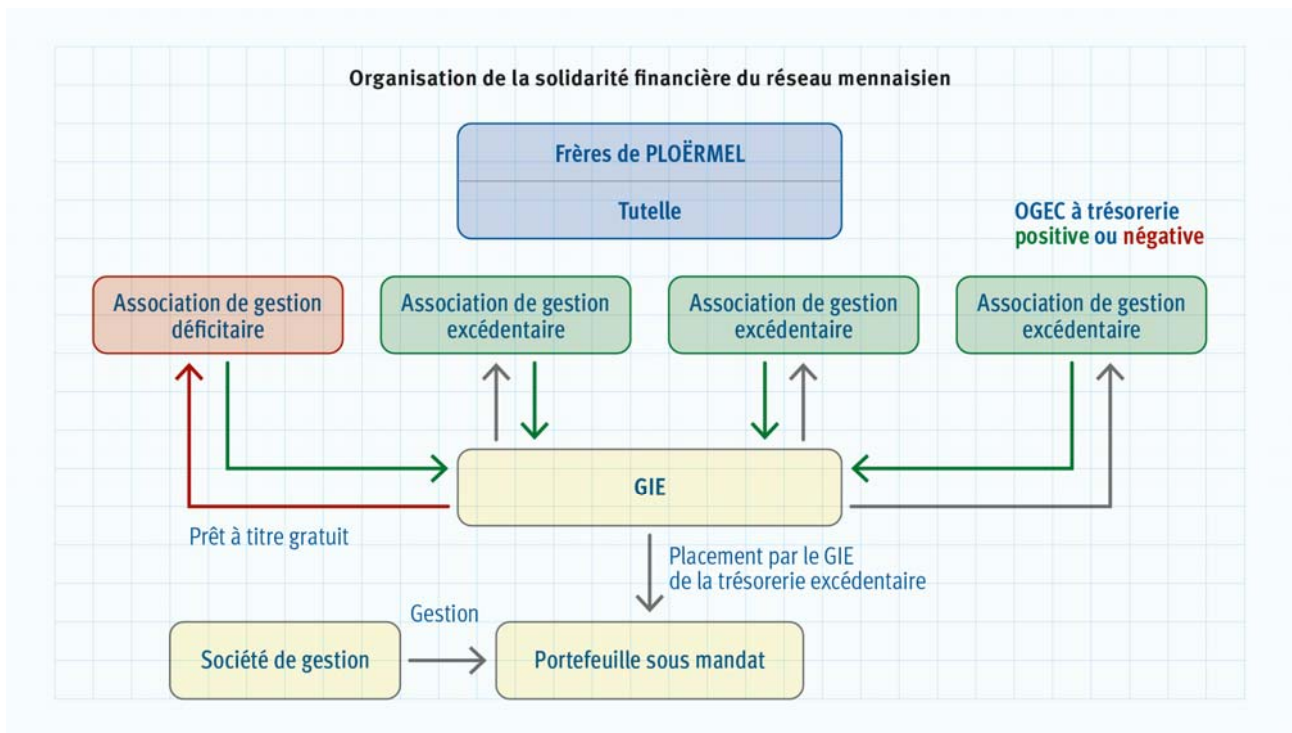 Organisation de la solidarité financière du réseau mennaisien
Frères de PLOËRMEL
Tutelle
OGEC à trésorerie
positive ou négative
Association de gestion
déficitaire
Association de gestion
excédentaire
Association de gestion
excédentaire
Association de gestion
excédentaire
GIE
Prêt à titre gratuit
Placement par le GIE
de la trésorerie excédentaire
Gestion
Société de gestion
Portefeuille sous mandat